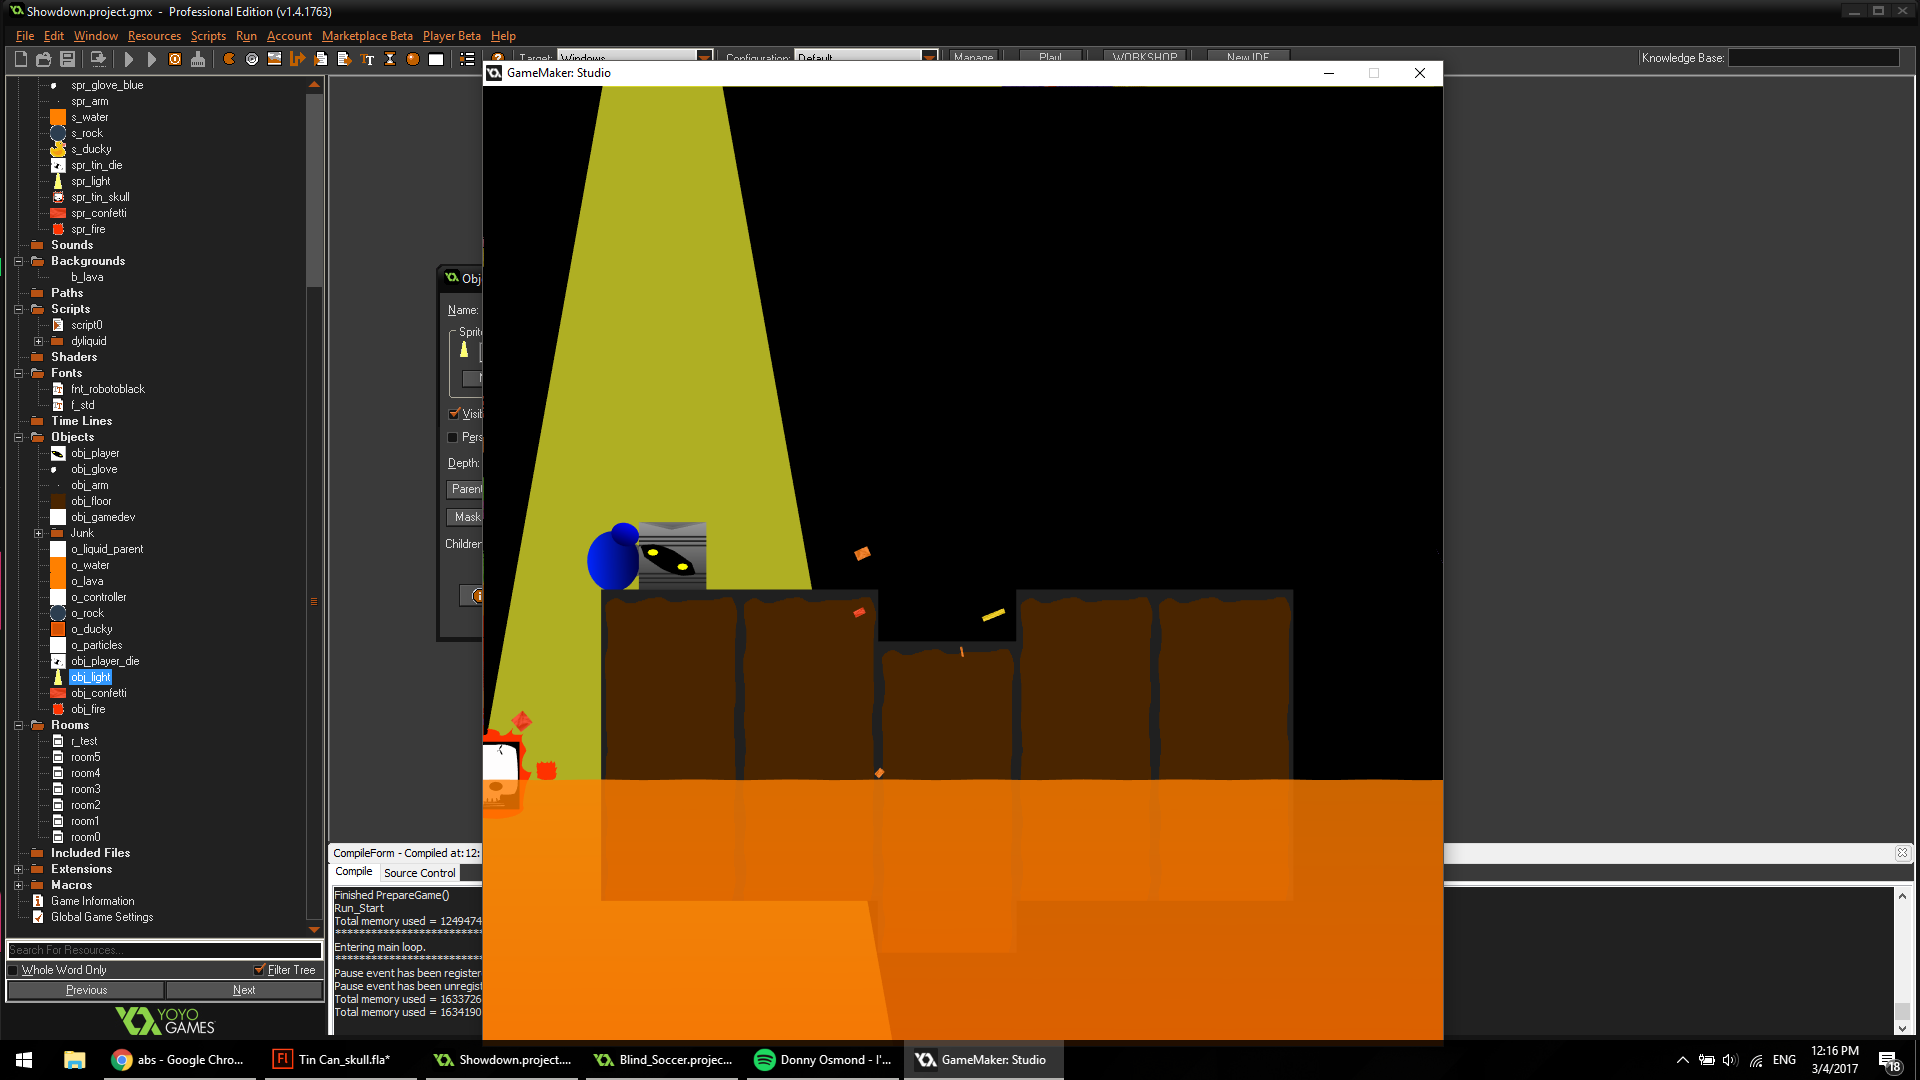 Showdown.project.gmx - Professional Edition (v1.4.1763)
File Edit Window Resources Scripts Run Account Marketplace Beta Player Beta Help
Target: Windows Configuration: Default Manage Play! WORKSHOP New IDE Knowledge Base:
GameMaker: Studio
spr_glove_blue
spr_arm
s_water
s_rock
s_ducky
spr_tin_die
spr_light
spr_tin_skull
spr_confetti
spr_fire
Sounds
Backgrounds
b_lava
Paths
Scripts
script0
dyliquid
Shaders
Fonts
fnt_robotoblack
f_std
Time Lines
Objects
obj_player
obj_glove
obj_arm
obj_floor
obj_gamedev
Junk
o_liquid_parent
o_water
o_lava
o_controller
o_rock
o_ducky
o_particles
obj_player_die
obj_light
obj_confetti
obj_fire
Rooms
r_test
room5
room4
room3
room2
room1
room0
Included Files
Extensions
Macros
Game Information
Global Game Settings
Search For Resources...
Whole Word Only Filter Tree
Previous Next
YOYO
GAMES
Obj
Name:
Sprit
Visib
Pers
Depth:
Paren
Mask
Children
CompileForm - Compiled at:12:
Compile Source Control
Finished PrepareGame()
Run_Start
Total memory used = 1249474
***********************
Entering main loop.
***********************
Pause event has been register
Pause event has been unregist
Total memory used = 1633726
Total memory used = 1634190
abs - Google Chro...
Tin Can_skull.fla*
Showdown.project....
Blind_Soccer.projec...
Donny Osmond - I'...
GameMaker: Studio
ENG
12:16 PM
3/4/2017
18